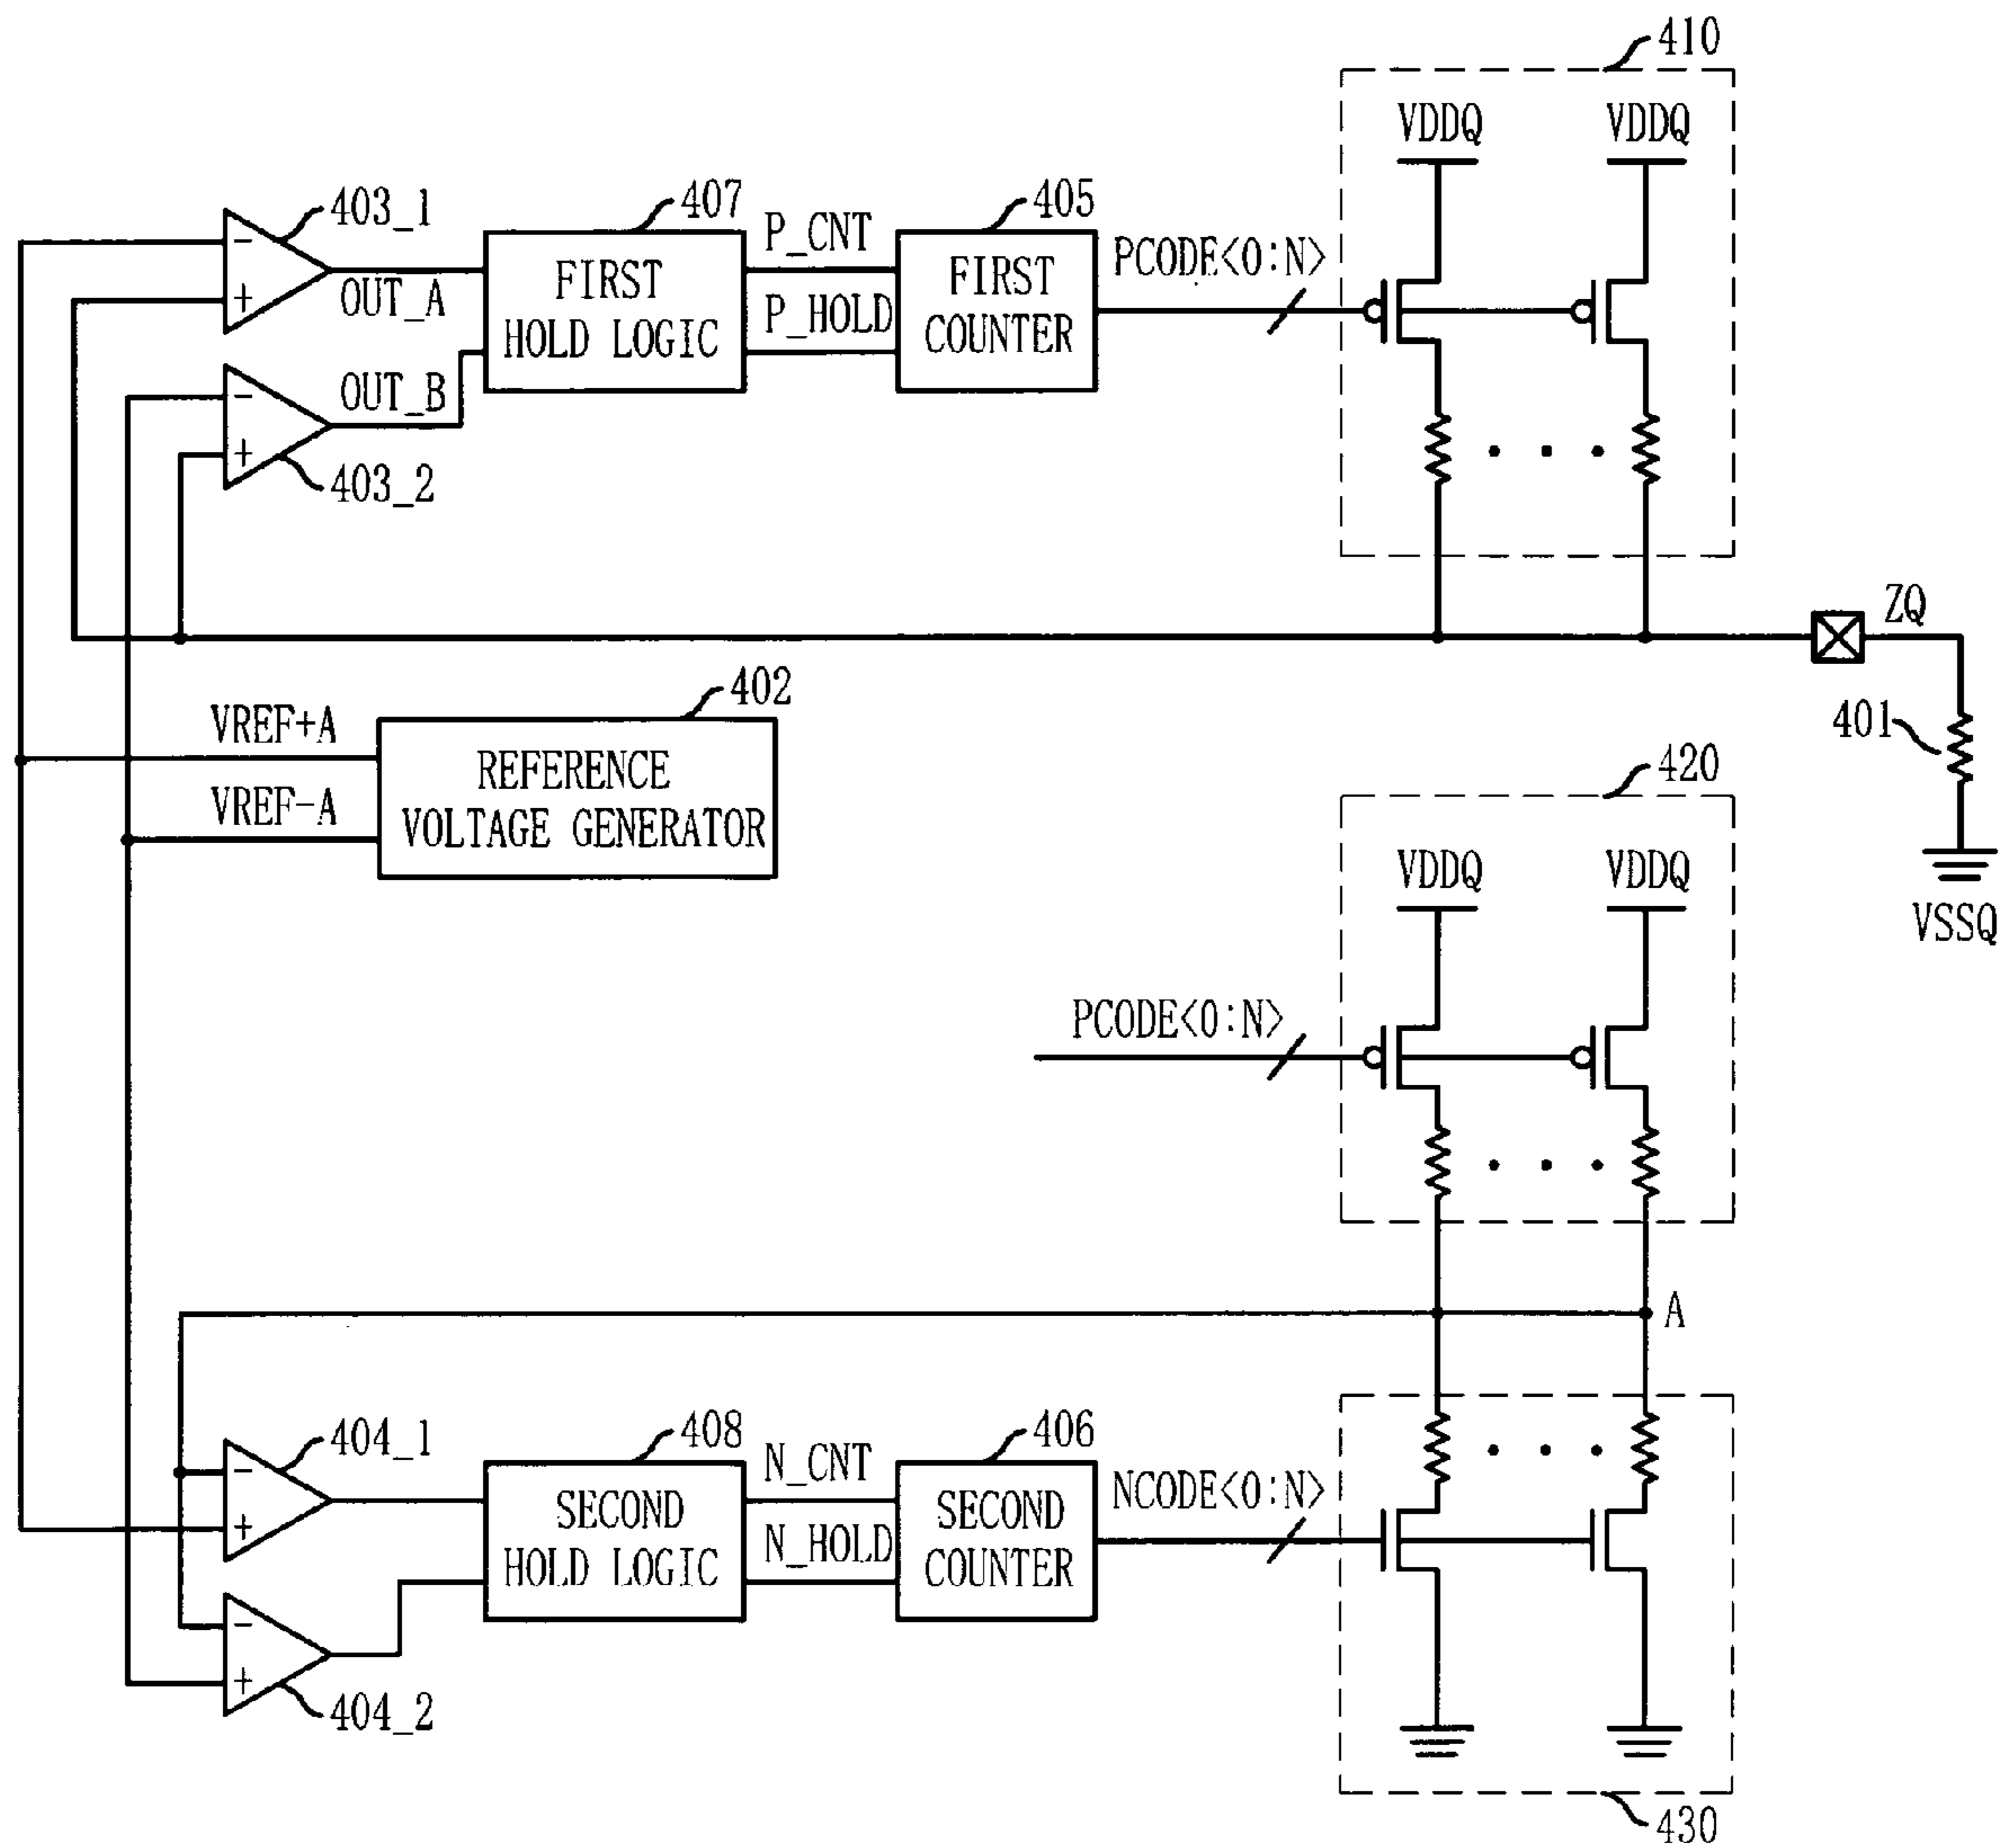 410
VDDQ VDDQ
403_1
407
405
P_CNT
PCODE<0:N>
- +
OUT_A
FIRST
HOLD LOGIC
P_HOLD
FIRST
COUNTER
OUT_B
- +
403_2
ZQ
402
VREF+A
REFERENCE
VOLTAGE GENERATOR
VREF-A
401
420
VDDQ VDDQ
VSSQ
PCODE<0:N>
A
404_1
408
406
N_CNT
NCODE<0:N>
- +
SECOND
HOLD LOGIC
N_HOLD
SECOND
COUNTER
- +
404_2
430